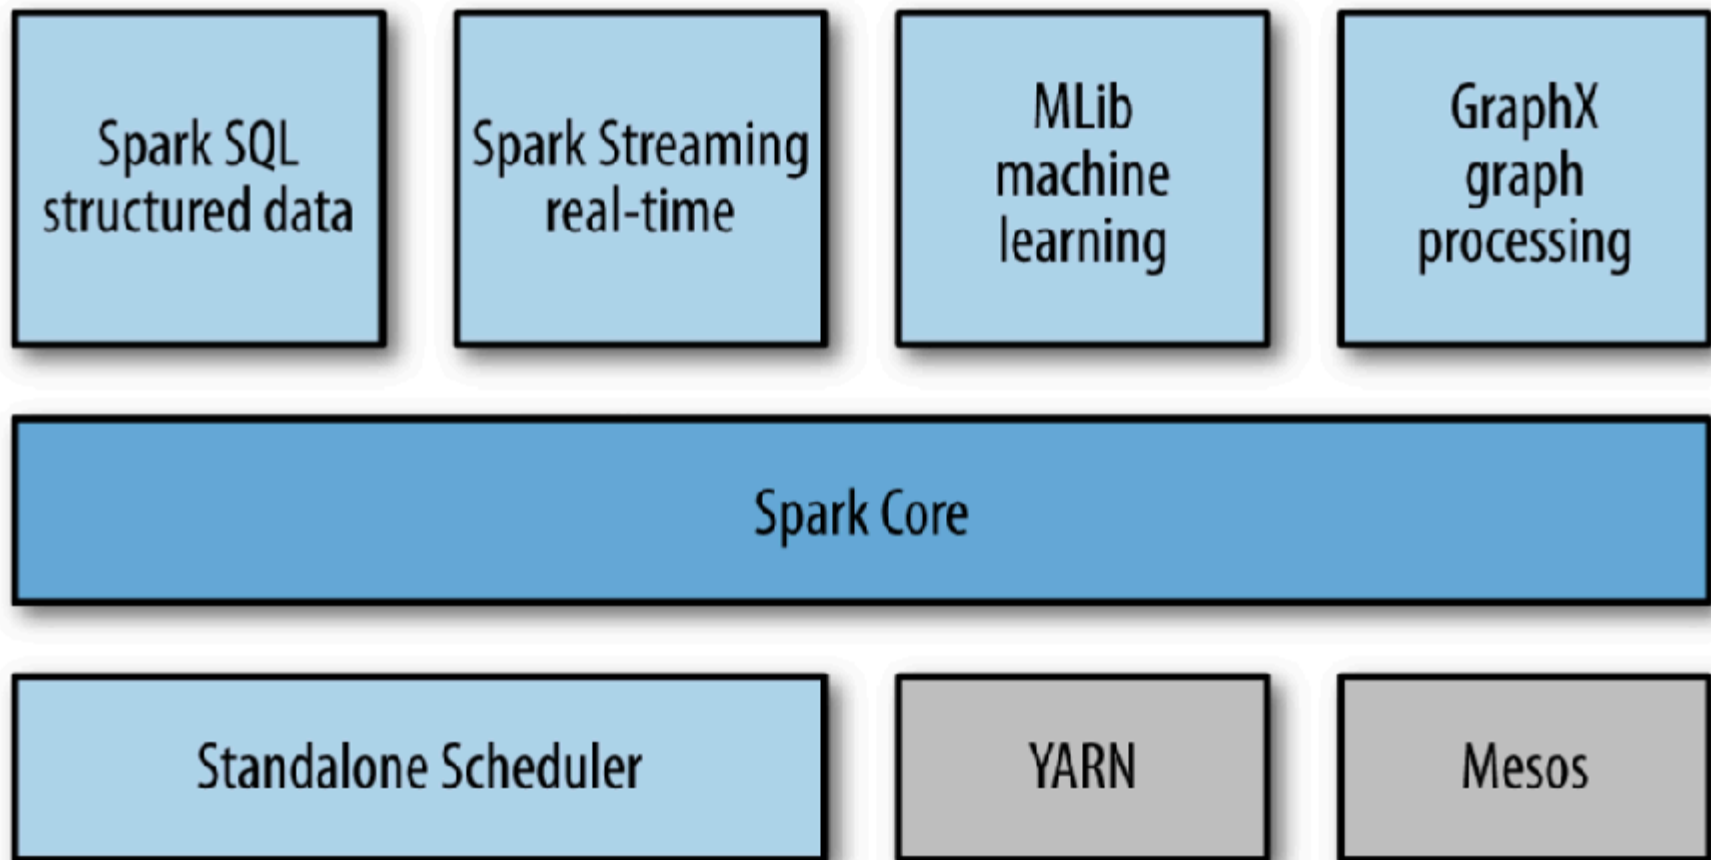 Spark SQL
structured data
Spark Streaming
real-time
MLib
machine
learning
GraphX
graph
processing
Spark Core
Standalone Scheduler
YARN
Mesos